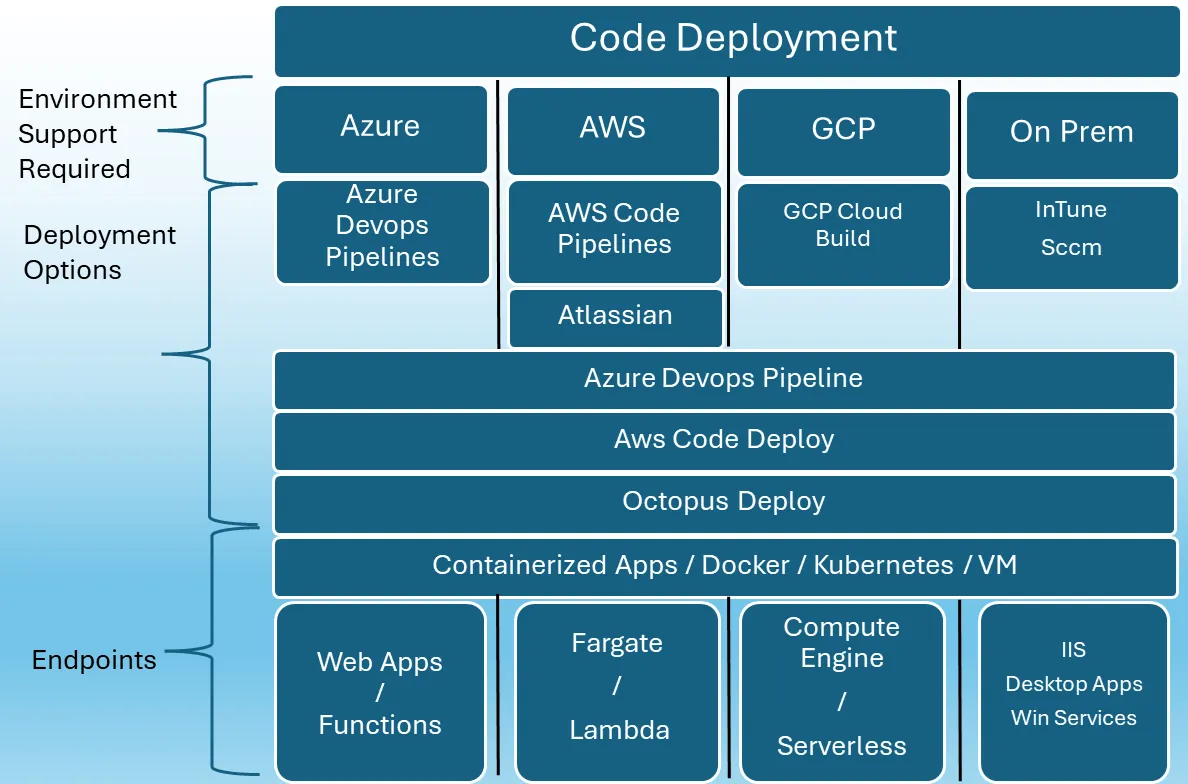 Code Deployment
Environment
Support
Required
Azure
AWS
GCP
On Prem
Deployment
Options
Azure
Devops
Pipelines
AWS Code
Pipelines
GCP Cloud
Build
InTune
Sccm
Atlassian
Azure Devops Pipeline
Aws Code Deploy
Octopus Deploy
Containerized Apps / Docker / Kubernetes / VM
Endpoints
Web Apps
/
Functions
Fargate
/
Lambda
Compute
Engine
/
Serverless
IIS
Desktop Apps
Win Services